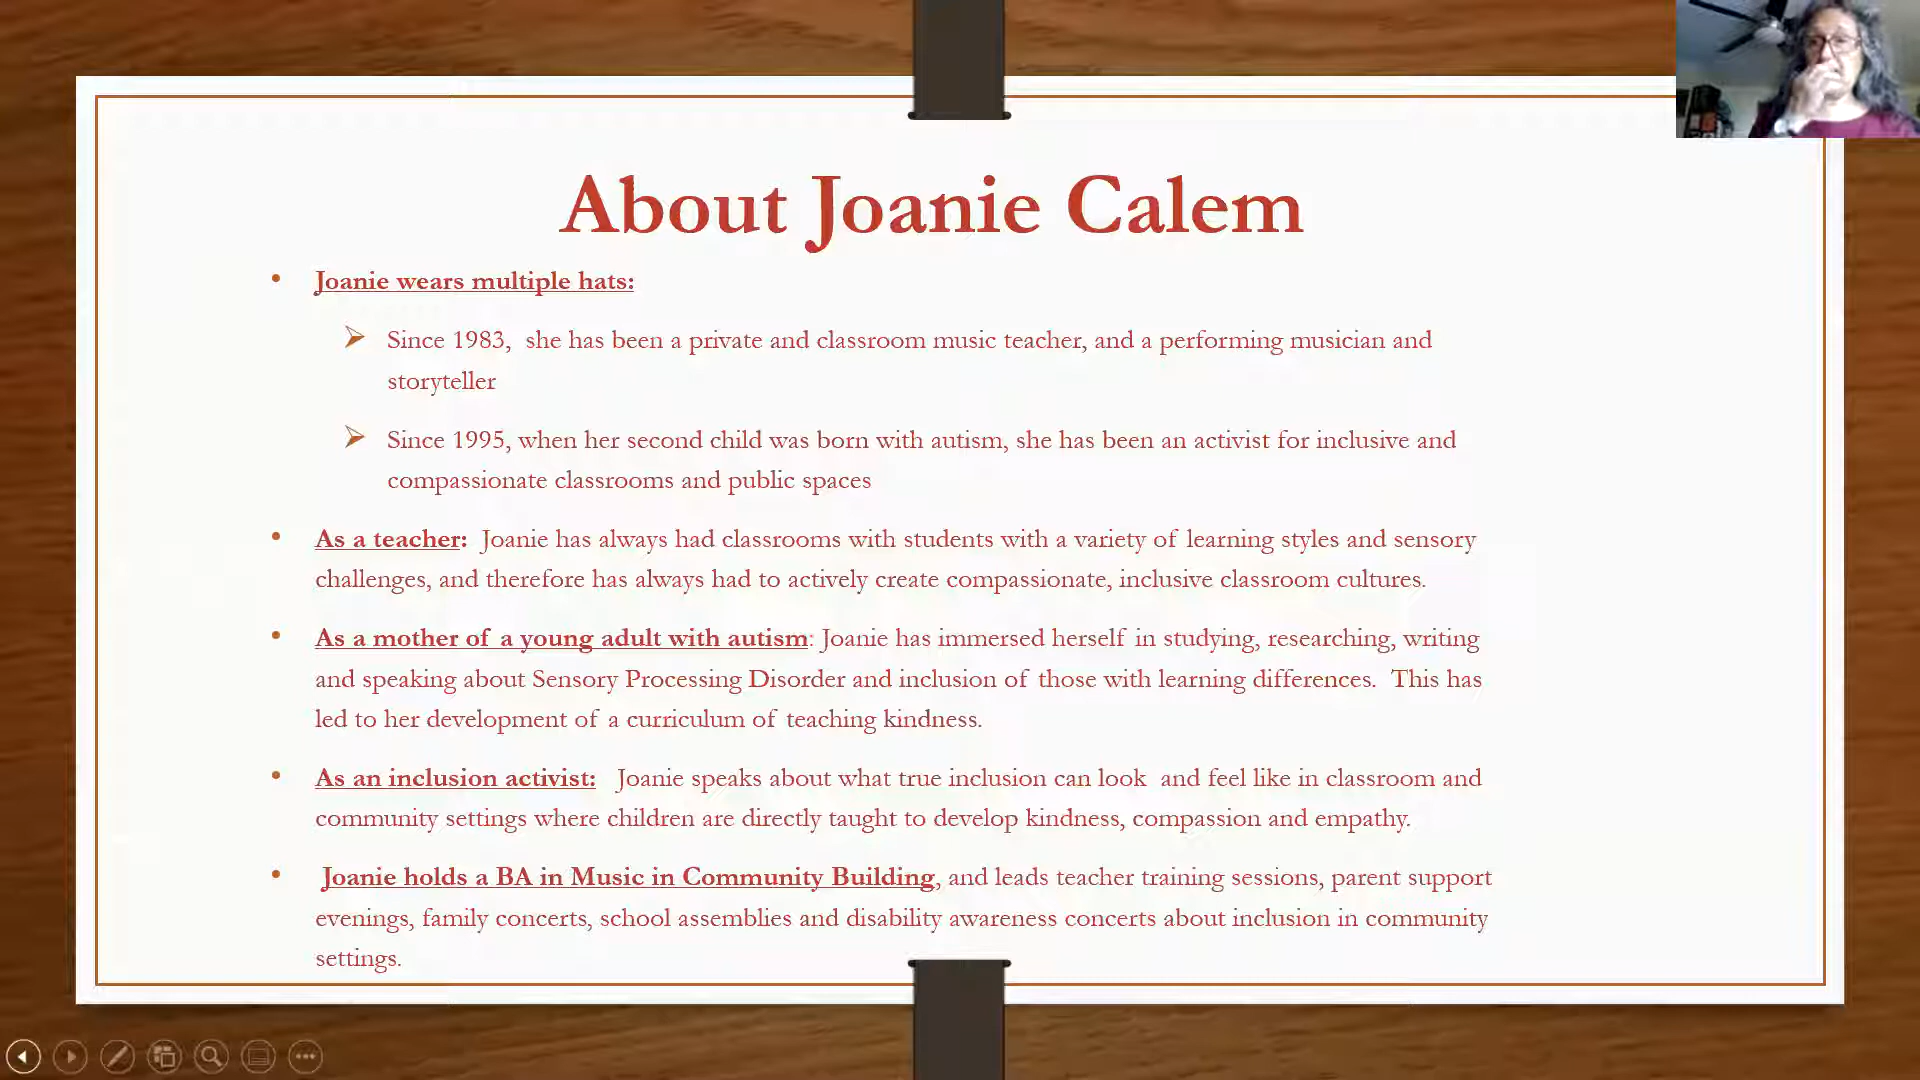 About Joanie Calem
• Joanie wears multiple hats:
➢ Since 1983,  she has been a private and classroom music teacher, and a performing musician and
storyteller
➢ Since 1995, when her second child was born with autism, she has been an activist for inclusive and
compassionate classrooms and public spaces
• As a teacher:  Joanie has always had classrooms with students with a variety of learning styles and sensory
challenges, and therefore has always had to actively create compassionate, inclusive classroom cultures.
• As a mother of a young adult with autism: Joanie has immersed herself in studying, researching, writing
and speaking about Sensory Processing Disorder and inclusion of those with learning differences.  This has
led to her development of a curriculum of teaching kindness.
• As an inclusion activist:   Joanie speaks about what true inclusion can look  and feel like in classroom and
community settings where children are directly taught to develop kindness, compassion and empathy.
• Joanie holds a BA in Music in Community Building, and leads teacher training sessions, parent support
evenings, family concerts, school assemblies and disability awareness concerts about inclusion in community
settings.